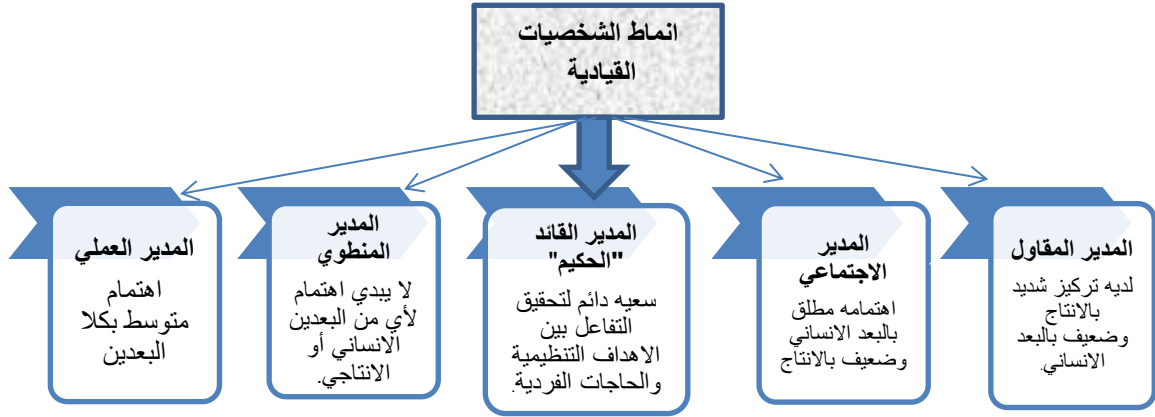 انماط الشخصيات
القيادية
المدير المقاول
لديه تركيز شديد
بالانتاج
وضعيف بالبعد
الانساني.
المدير
الاجتماعي
اهتمامه مطلق
بالبعد الانساني
وضعيف بالانتاج
المدير القائد
"الحكيم"
سعيه دائم لتحقيق
التفاعل بين
الاهداف التنظيمية
والحاجات الفردية.
المدير
المنطوي
لا يبدي اهتمام
لأي من البعدين
الانساني أو
الانتاجي.
المدير العملي
اهتمام
متوسط بكلا
البعدين